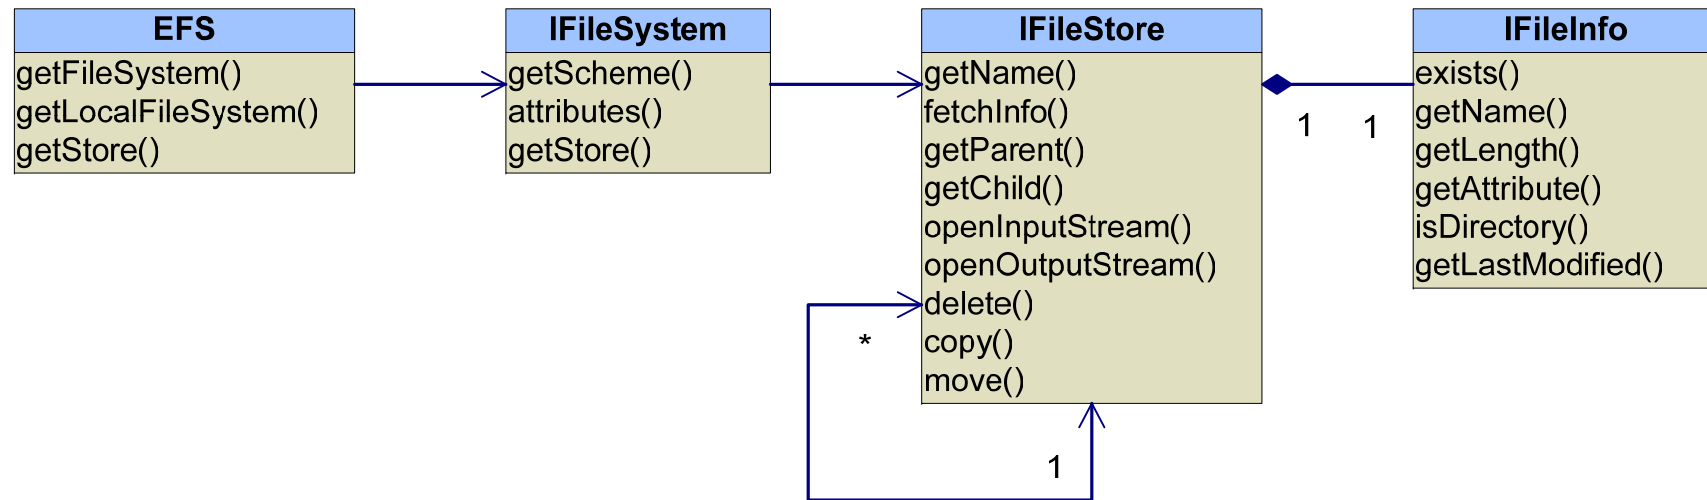 EFS
getFileSystem()
getLocalFileSystem()
getStore()
IFileSystem
getScheme()
attributes()
getStore()
IFileStore
getName()
fetchInfo()
getParent()
getChild()
openInputStream()
openOutputStream()
delete()
copy()
move()
1
1
*
1
IFileInfo
exists()
getName()
getLength()
getAttribute()
isDirectory()
getLastModified()